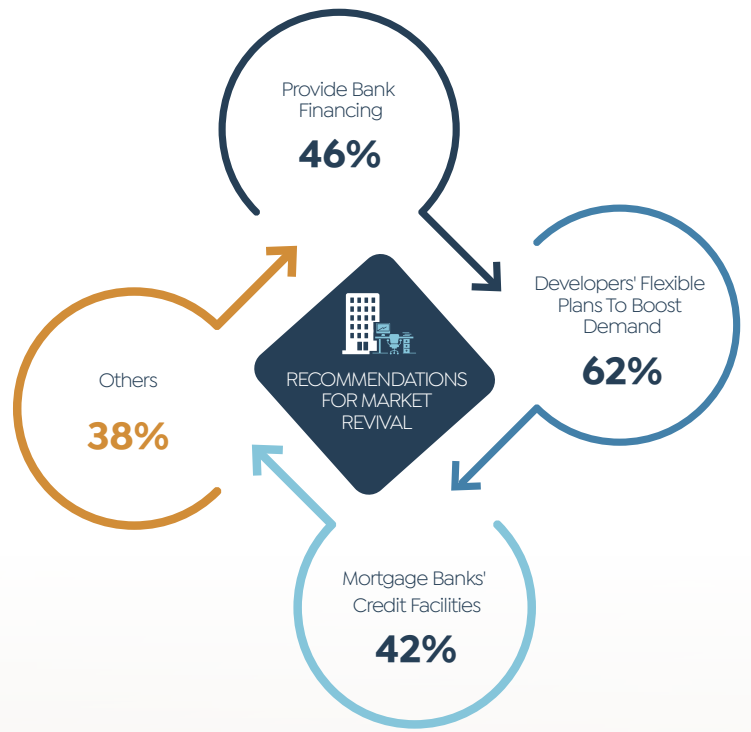 Provide Bank
Financing
46%
Developers' Flexible
Plans To Boost
Demand
62%
RECOMMENDATIONS
FOR MARKET
REVIVAL
Others
38%
Mortgage Banks'
Credit Facilities
42%